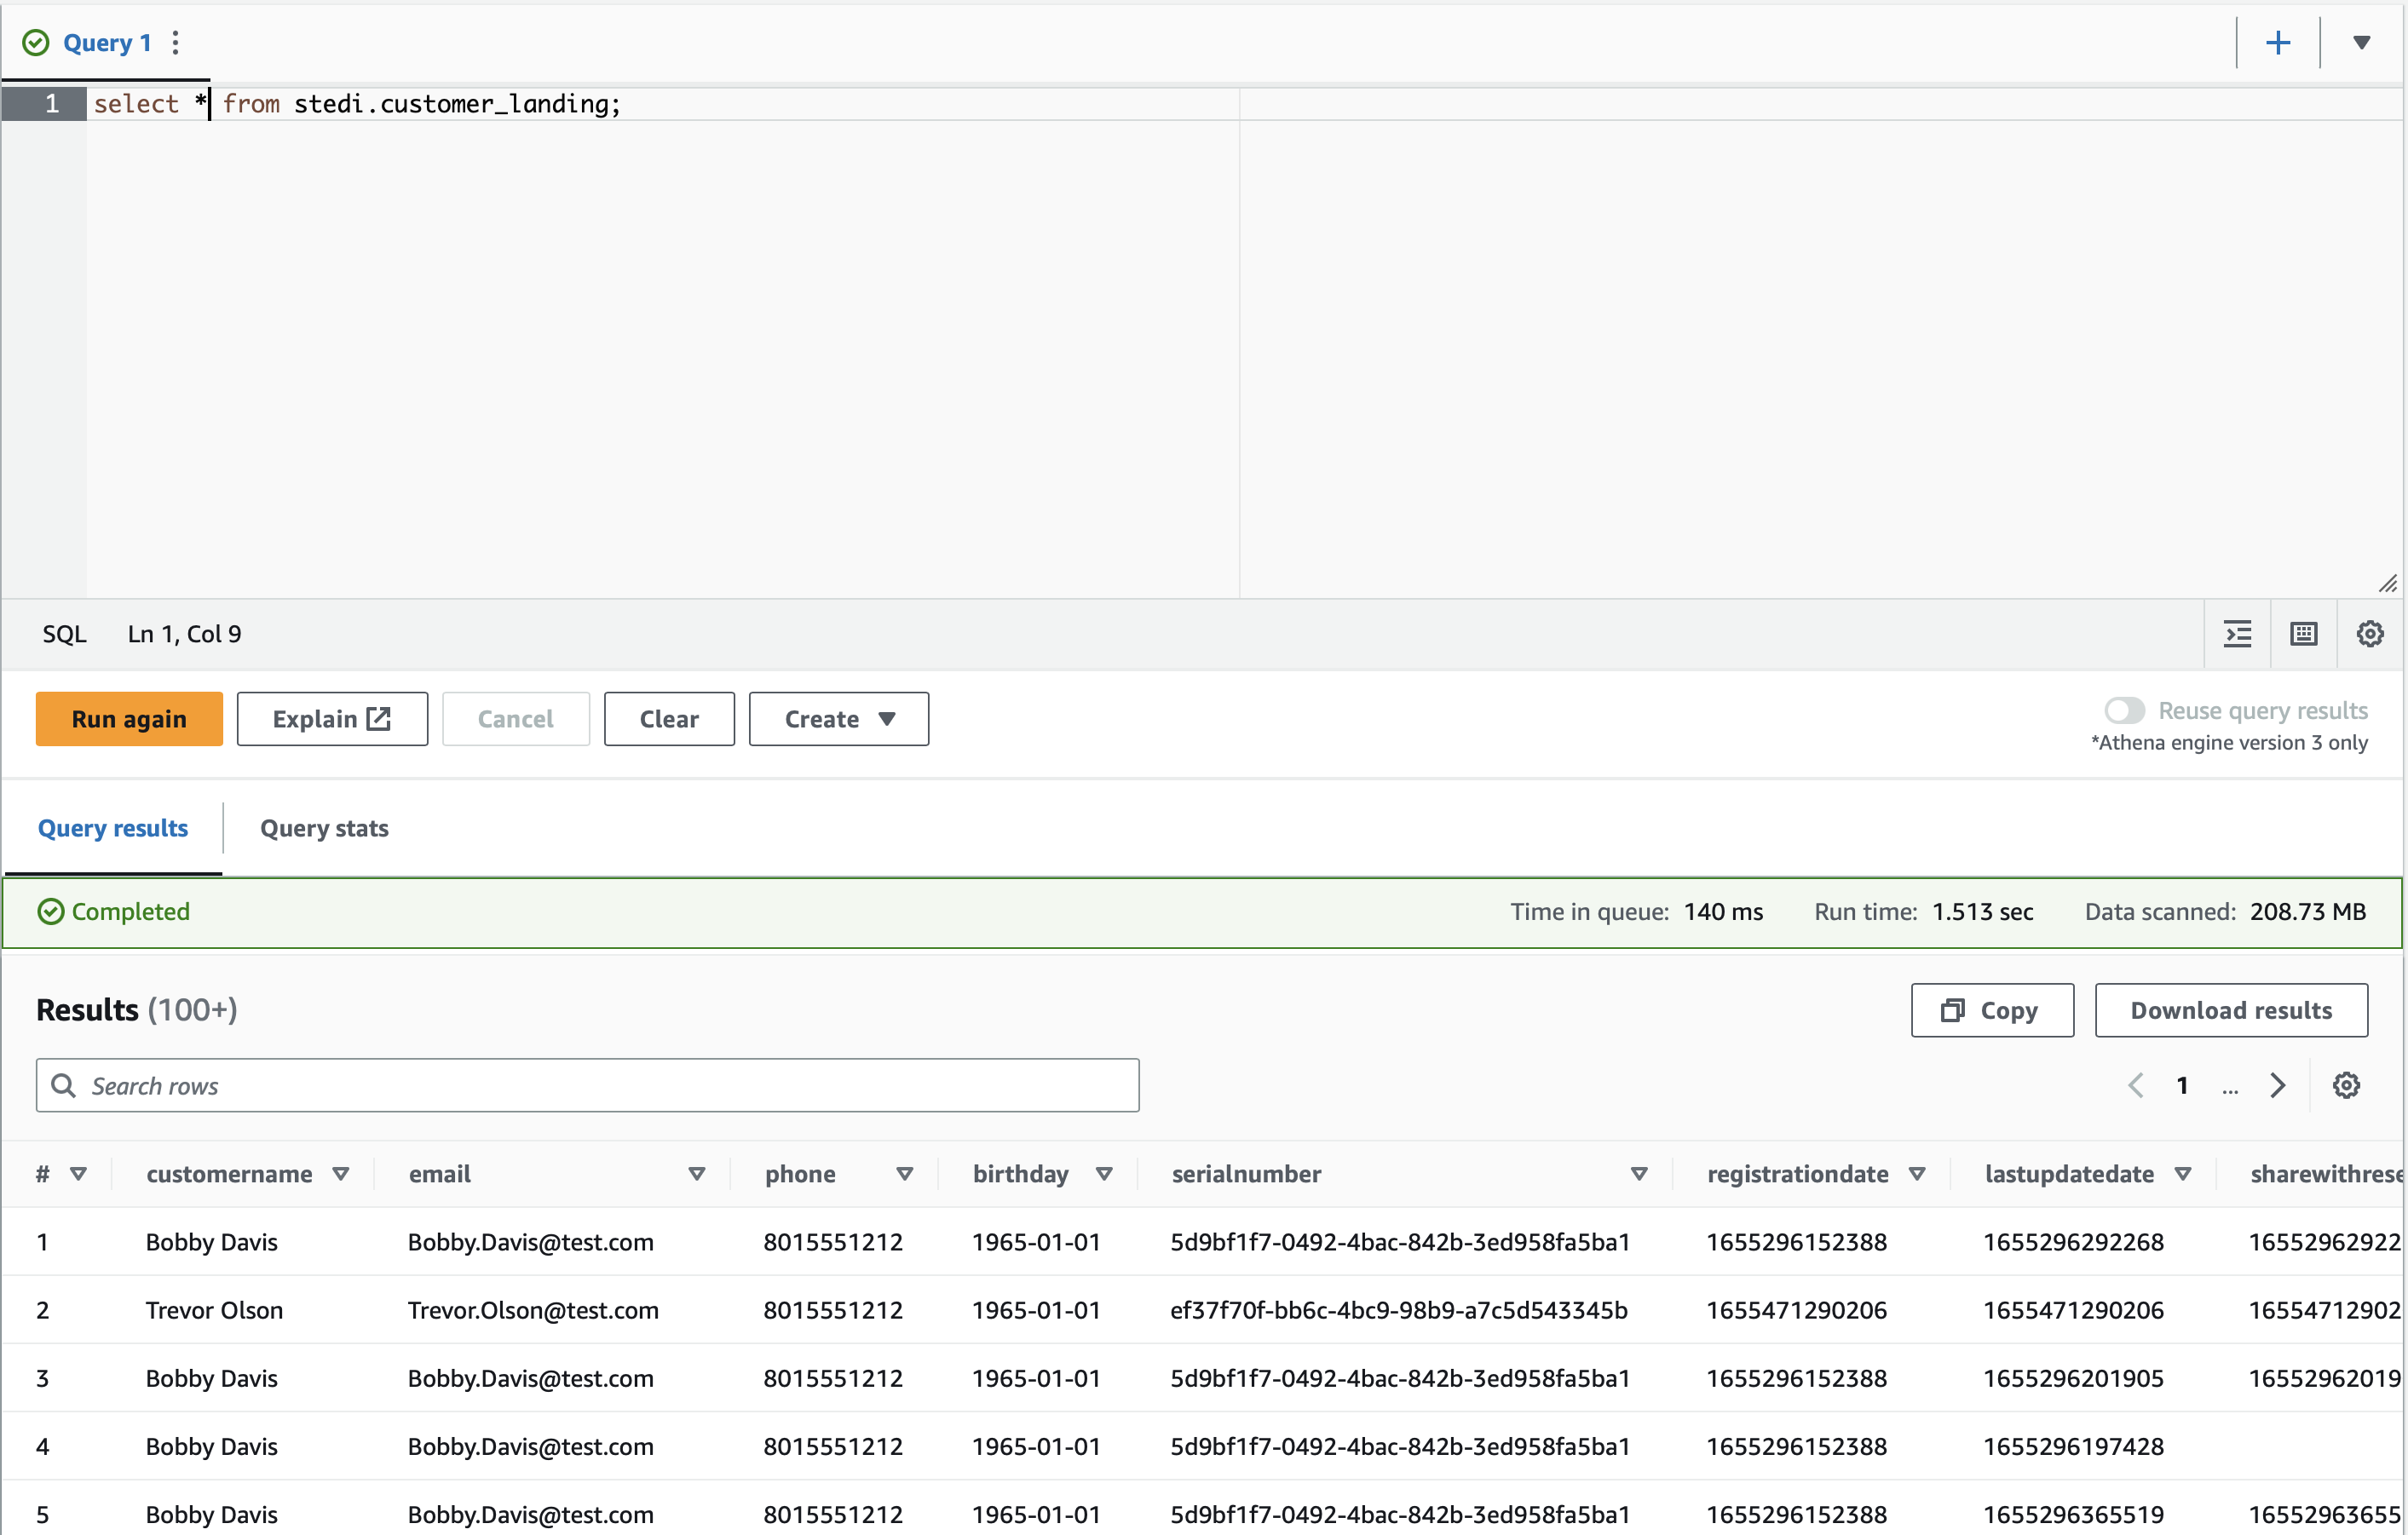 Query 1
1 select * from stedi.customer_landing;
SQL Ln 1, Col 9
Run again Explain Cancel Clear Create Reuse query results
*Athena engine version 3 only
Query results Query stats
Completed Time in queue: 140 ms Run time: 1.513 sec Data scanned: 208.73 MB
Results (100+) Copy Download results
Search rows 1 ...
# customername email phone birthday serialnumber registrationdate lastupdatedate sharewithrese
1 Bobby Davis Bobby.Davis@test.com 8015551212 1965-01-01 5d9bf1f7-0492-4bac-842b-3ed958fa5ba1 1655296152388 1655296292268 16552962922
2 Trevor Olson Trevor.Olson@test.com 8015551212 1965-01-01 ef37f70f-bb6c-4bc9-98b9-a7c5d543345b 1655471290206 1655471290206 16554712902
3 Bobby Davis Bobby.Davis@test.com 8015551212 1965-01-01 5d9bf1f7-0492-4bac-842b-3ed958fa5ba1 1655296152388 1655296201905 16552962019
4 Bobby Davis Bobby.Davis@test.com 8015551212 1965-01-01 5d9bf1f7-0492-4bac-842b-3ed958fa5ba1 1655296152388 1655296197428
5 Bobby Davis Bobby.Davis@test.com 8015551212 1965-01-01 5d9bf1f7-0492-4bac-842b-3ed958fa5ba1 1655296152388 1655296365519 16552963655